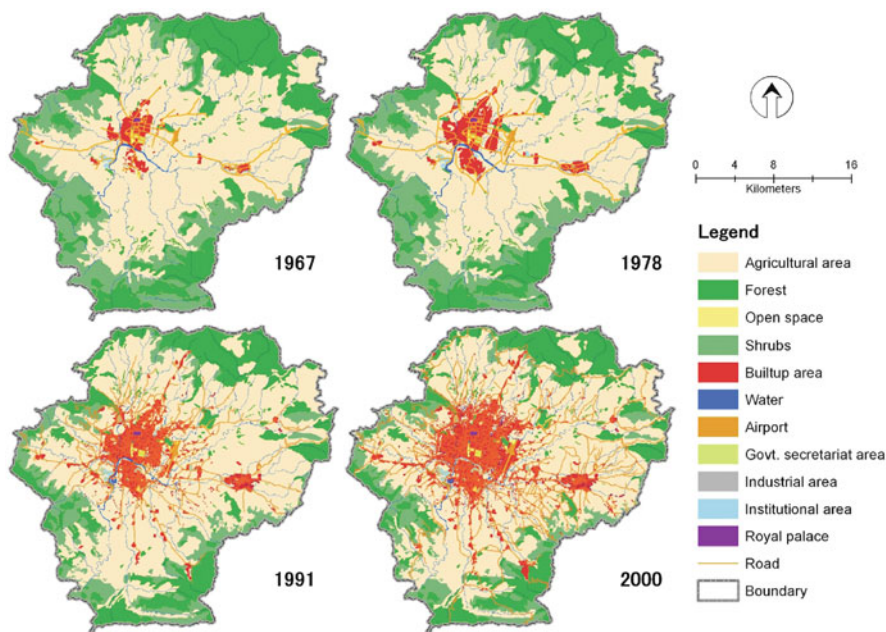 1967
1978
0 4 8 12 16
Kilometers
Legend
Agricultural area
Forest
Open space
Shrubs
Builtup area
Water
Airport
Govt. secretariat area
Industrial area
Institutional area
Royal palace
Road
Boundary
1991
2000